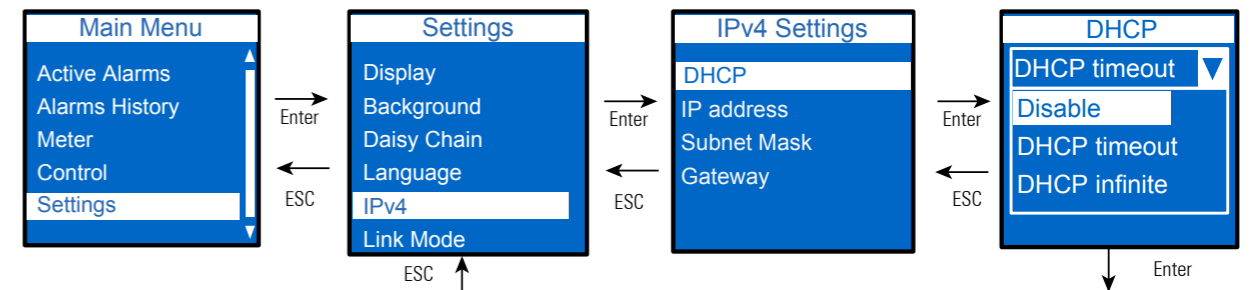 Main Menu
Active Alarms
Alarms History
Meter
Control
Settings
Enter
ESC
Settings
Display
Background
Daisy Chain
Language
IPv4
Link Mode
Enter
ESC
IPv4 Settings
DHCP
IP address
Subnet Mask
Gateway
Enter
ESC
DHCP
DHCP timeout
Disable
DHCP timeout
DHCP infinite
ESC
Enter